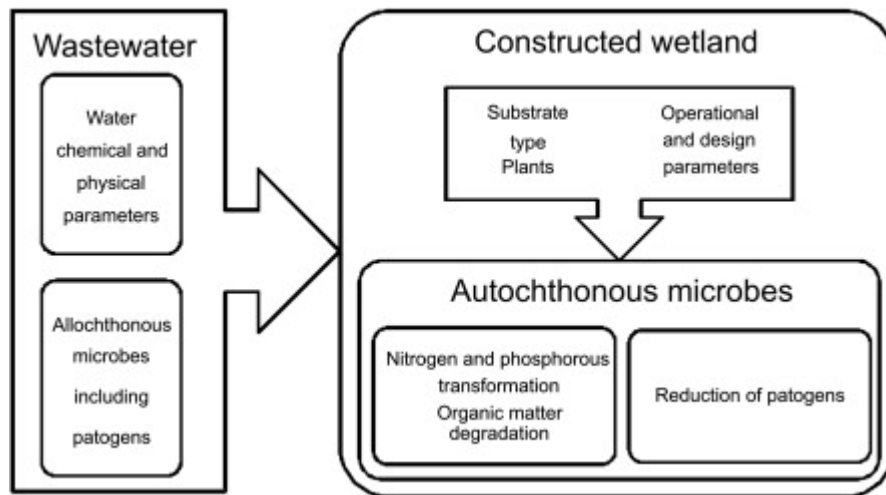 Wastewater
Water
chemical and
physical
parameters
Allochthonous
microbes
including
patogens
Constructed wetland
Substrate
type
Plants
Operational
and design
parameters
Autochthonous microbes
Nitrogen and phosphorous
transformation
Organic matter
degradation
Reduction of patogens